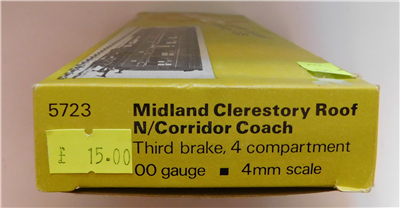 5723 Midland Clerestory Roof
N/Corridor Coach
Third brake, 4 compartment
00 gauge ■ 4mm scale
£ 15.00